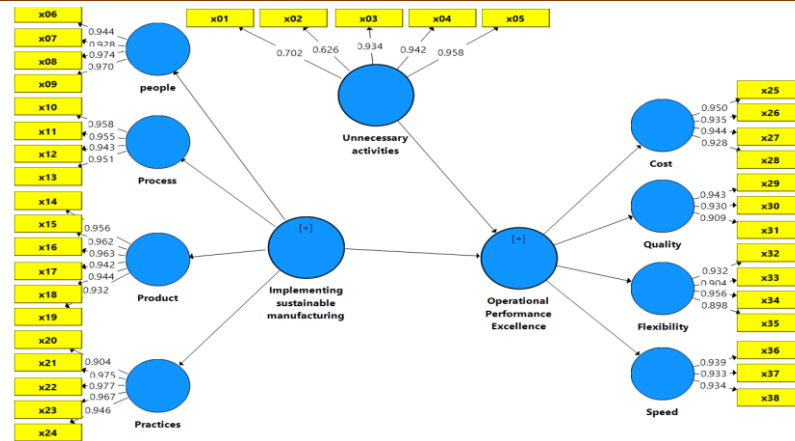 x06
x07
x08
x09
0.944
0.928
0.974
0.970
people
x10
x11
x12
x13
0.958
0.955
0.943
0.951
Process
x14
x15
x16
x17
x18
x19
0.956
0.962
0.963
0.942
0.944
0.932
Product
x20
x21
x22
x23
x24
0.904
0.975
0.977
0.967
0.946
Practices
x01
x02
x03
x04
x05
0.702
0.626
0.934
0.942
0.958
Unnecessary
activities
[+]
Implementing
sustainable
manufacturing
[+]
Operational
Performance
Excellence
x25
x26
x27
x28
0.950
0.935
0.944
0.928
Cost
x29
x30
x31
0.943
0.930
0.909
Quality
x32
x33
x34
x35
0.932
0.904
0.956
0.898
Flexibility
x36
x37
x38
0.939
0.933
0.934
Speed